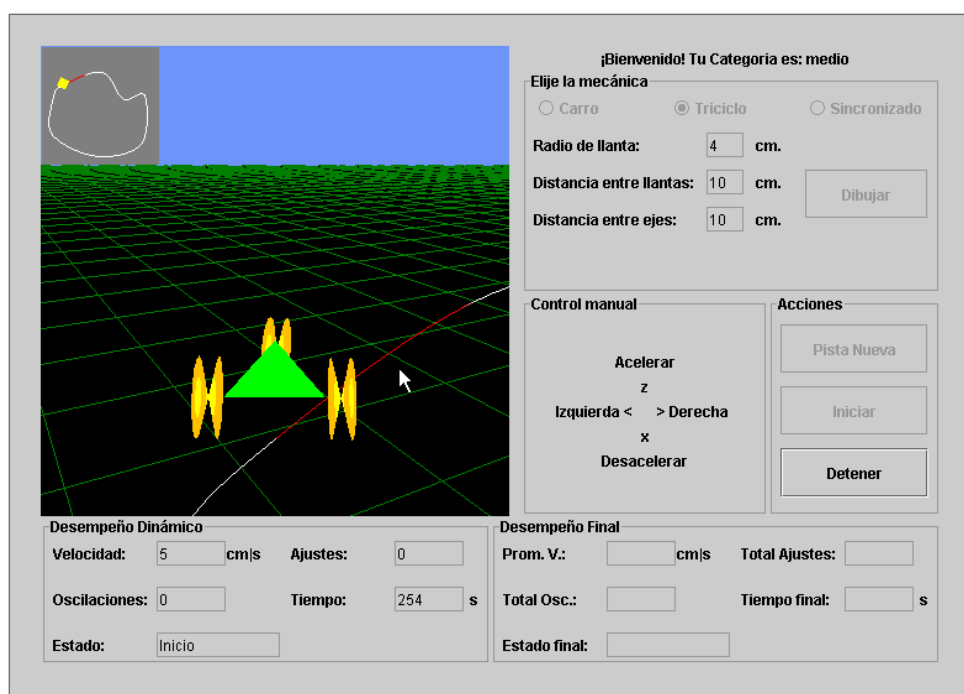 ¡Bienvenido! Tu Categoria es: medio
Elije la mecánica
Carro Triciclo Sincronizado
Radio de llanta: 4 cm.
Distancia entre llantas: 10 cm.
Distancia entre ejes: 10 cm.
Dibujar
Control manual
Acelerar
z
Izquierda < > Derecha
x
Desacelerar
Acciones
Pista Nueva
Iniciar
Detener
Desempeño Dinámico
Velocidad: 5 cm|s Ajustes: 0
Oscilaciones: 0 Tiempo: 254 s
Estado: Inicio
Desempeño Final
Prom. V.: cm|s Total Ajustes:
Total Osc.: Tiempo final: s
Estado final: